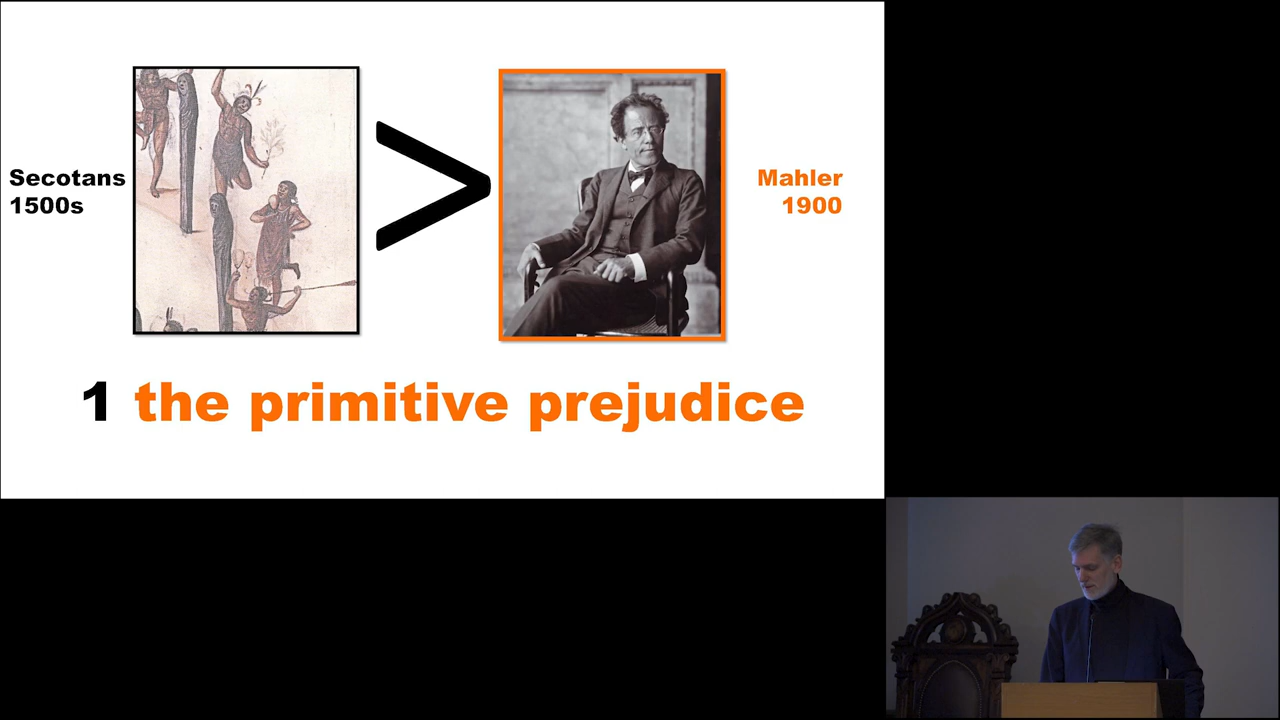 Secotans
1500s
>
Mahler
1900
1 the primitive prejudice